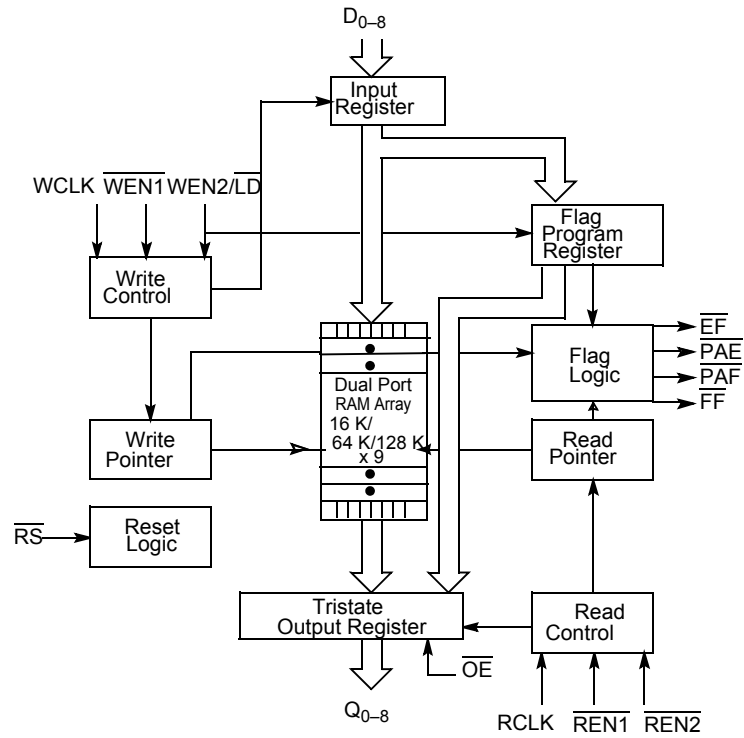 D0–8
Input
Register
WCLK WEN1 WEN2/LD
Flag
Program
Register
Write
Control
EF
PAE
PAF
FF
Flag
Logic
Dual Port
RAM Array
16 K/
64 K/128 K
x 9
Write
Pointer
Read
Pointer
RS
Reset
Logic
Tristate
Output Register
Read
Control
OE
Q0–8
RCLK REN1 REN2